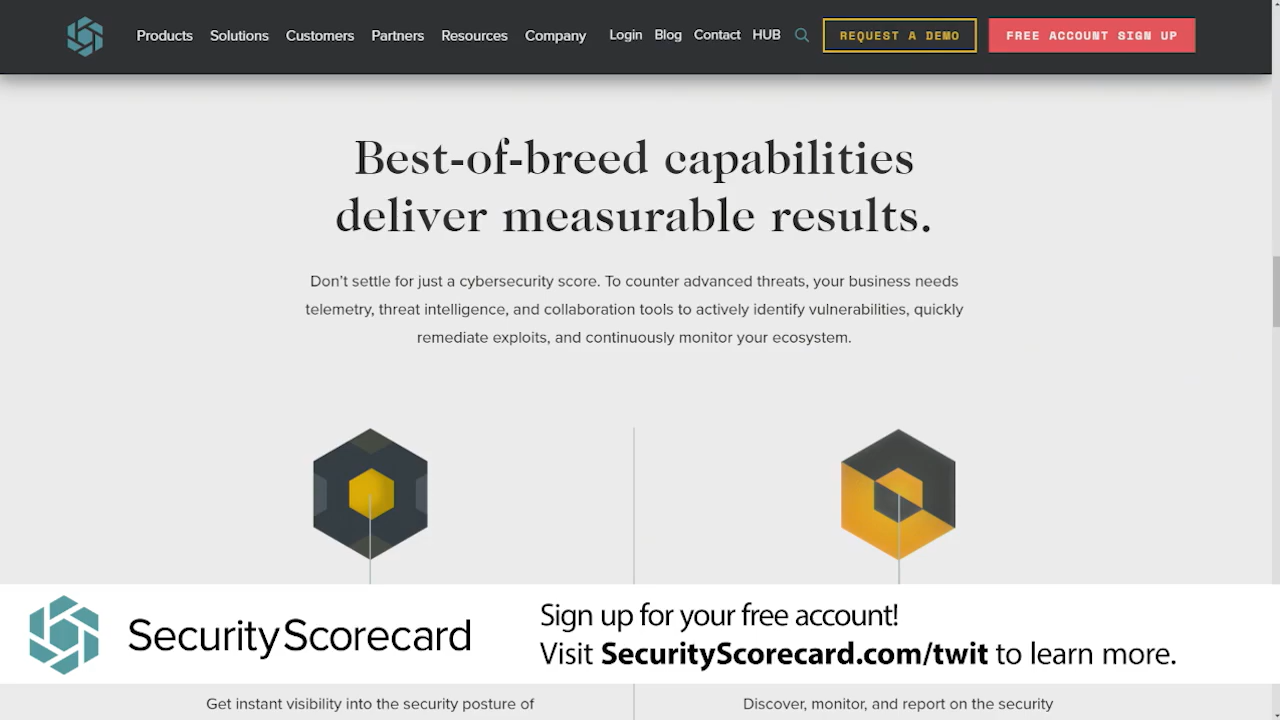 Products Solutions Customers Partners Resources Company Login Blog Contact HUB REQUEST A DEMO FREE ACCOUNT SIGN UP
Best-of-breed capabilities
deliver measurable results.
Don't settle for just a cybersecurity score. To counter advanced threats, your business needs
telemetry, threat intelligence, and collaboration tools to actively identify vulnerabilities, quickly
remediate exploits, and continuously monitor your ecosystem.
SecurityScorecard
Sign up for your free account!
Visit SecurityScorecard.com/twit to learn more.
Get instant visibility into the security posture of
Discover, monitor, and report on the security